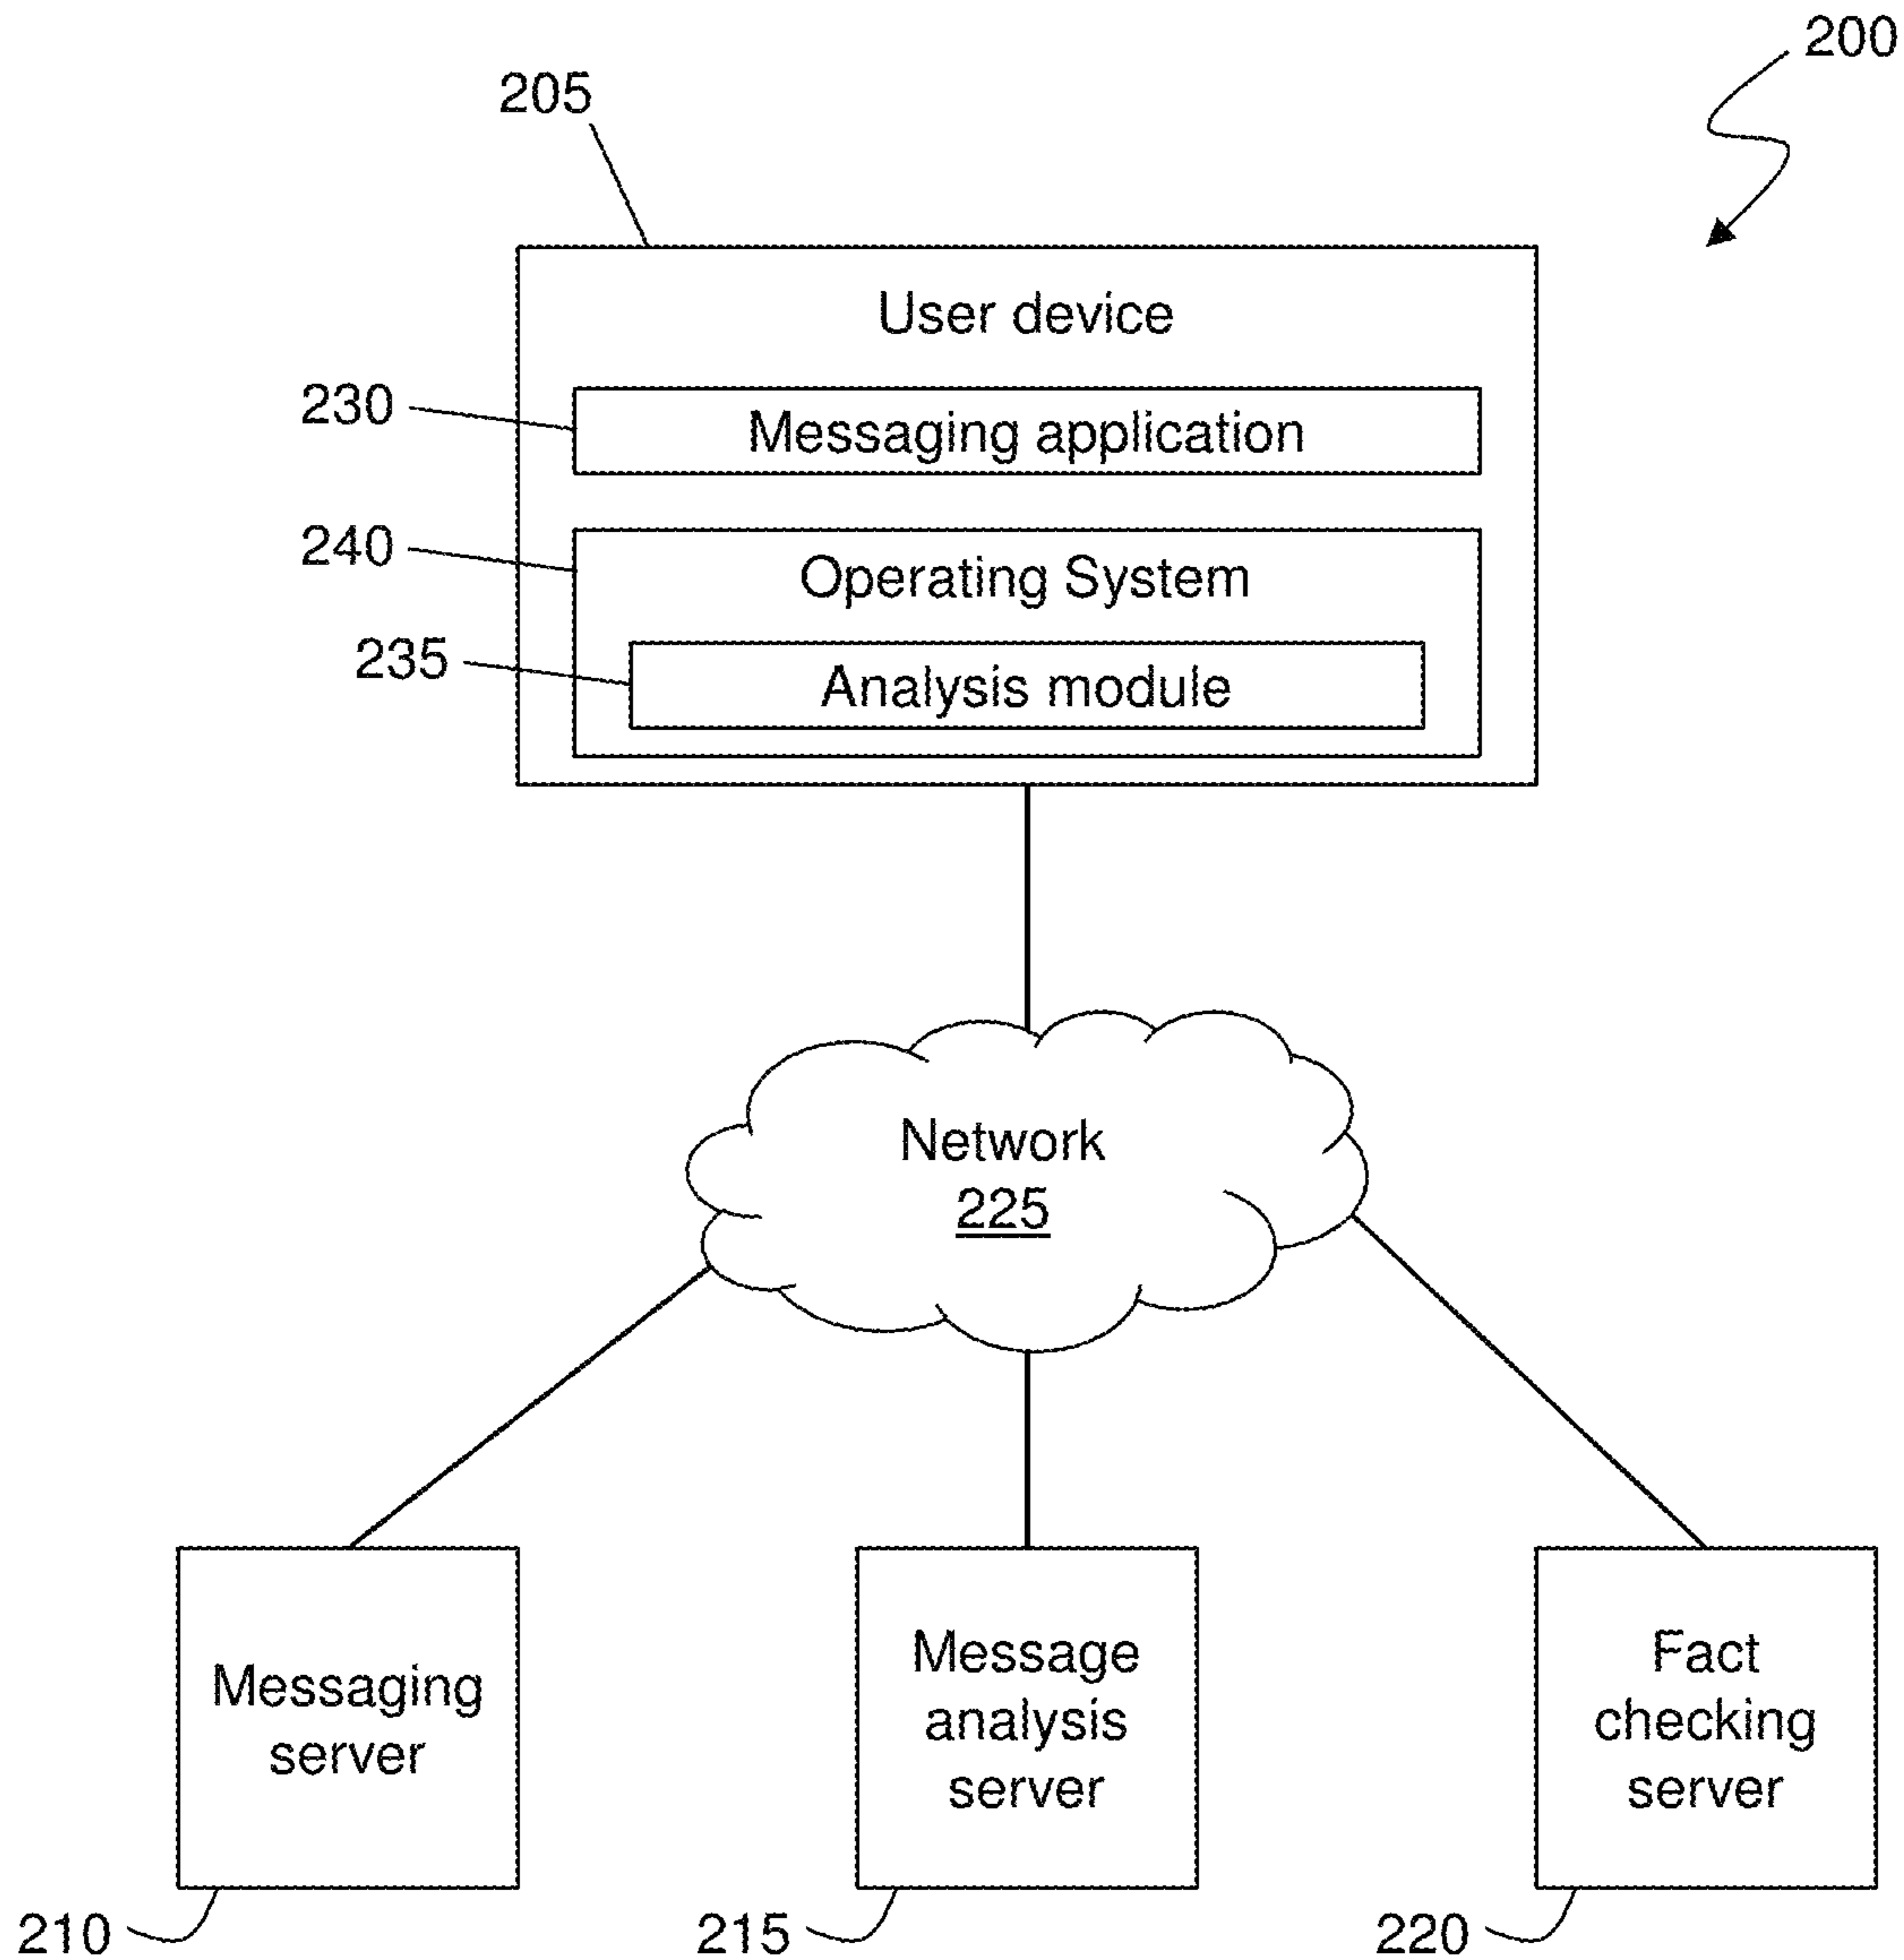 200
205
User device
230
Messaging application
240
Operating System
235
Analysis module
Network
225
Messaging
server
Message
analysis
server
Fact
checking
server
210
215
220